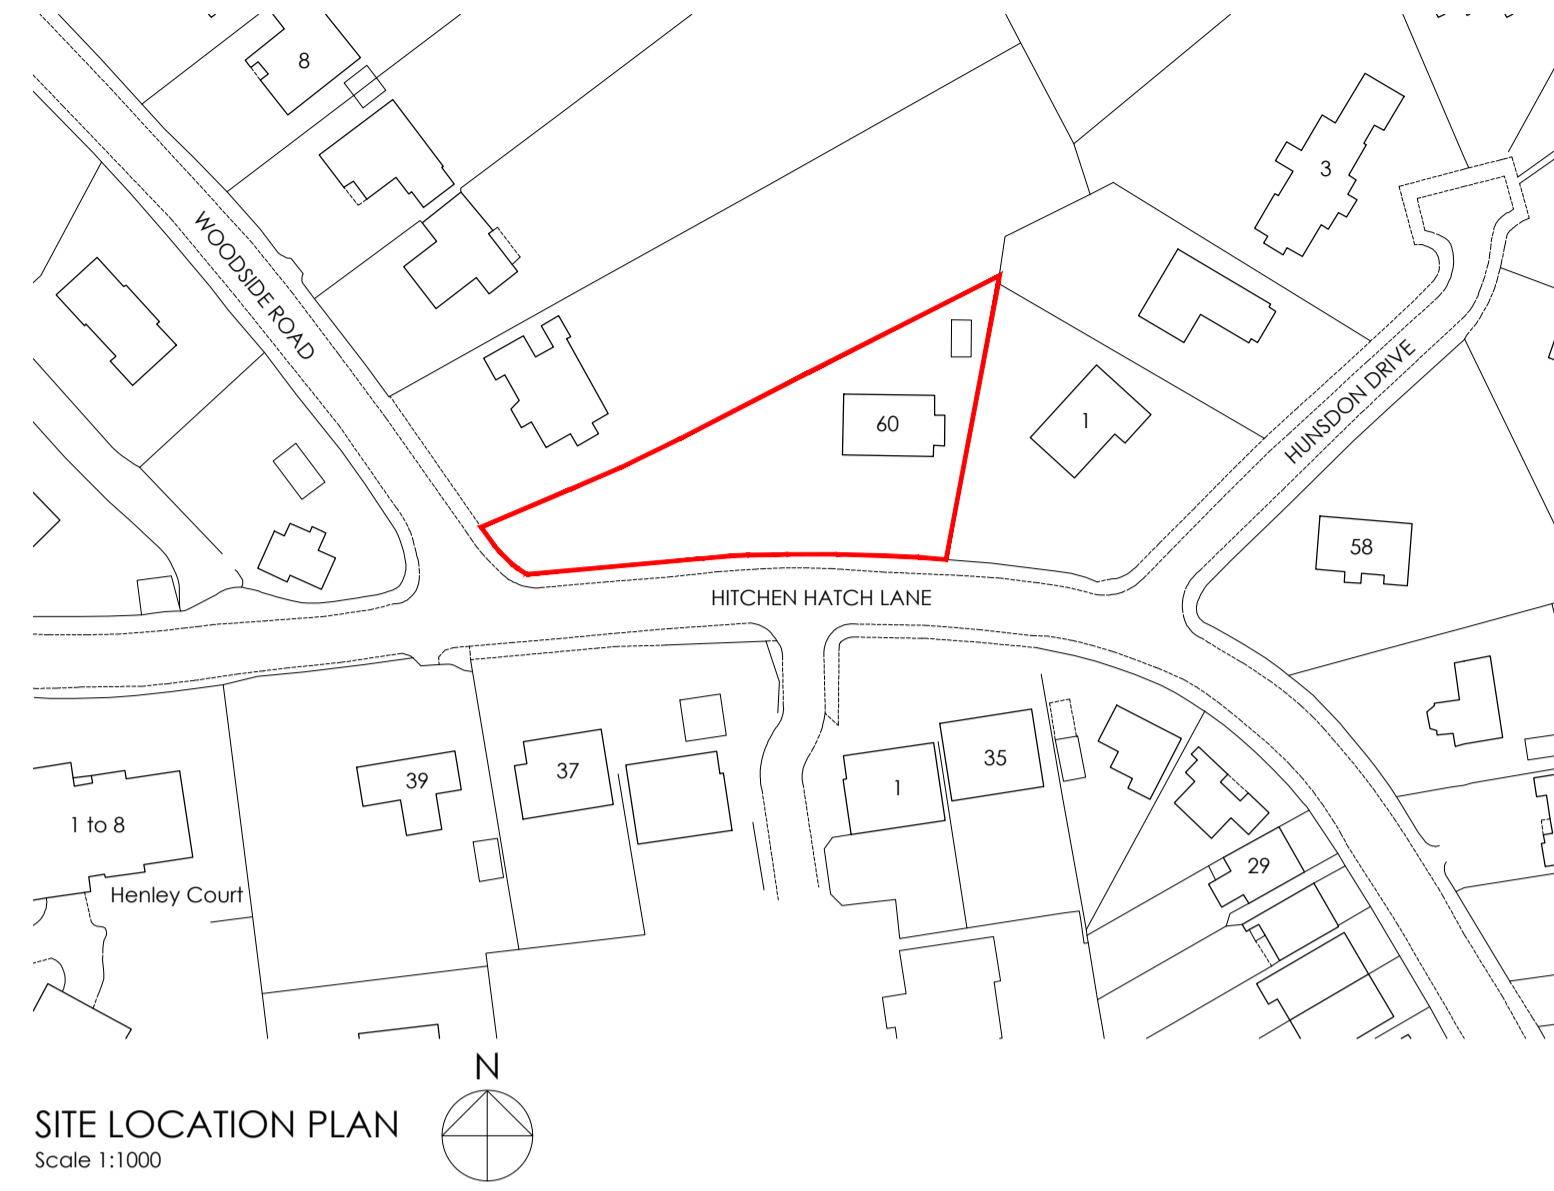 8
3
WOODSIDE ROAD
HUNSDON DRIVE
60
1
58
HITCHEN HATCH LANE
39
37
1
35
1 to 8
29
Henley Court
N
SITE LOCATION PLAN
Scale 1:1000